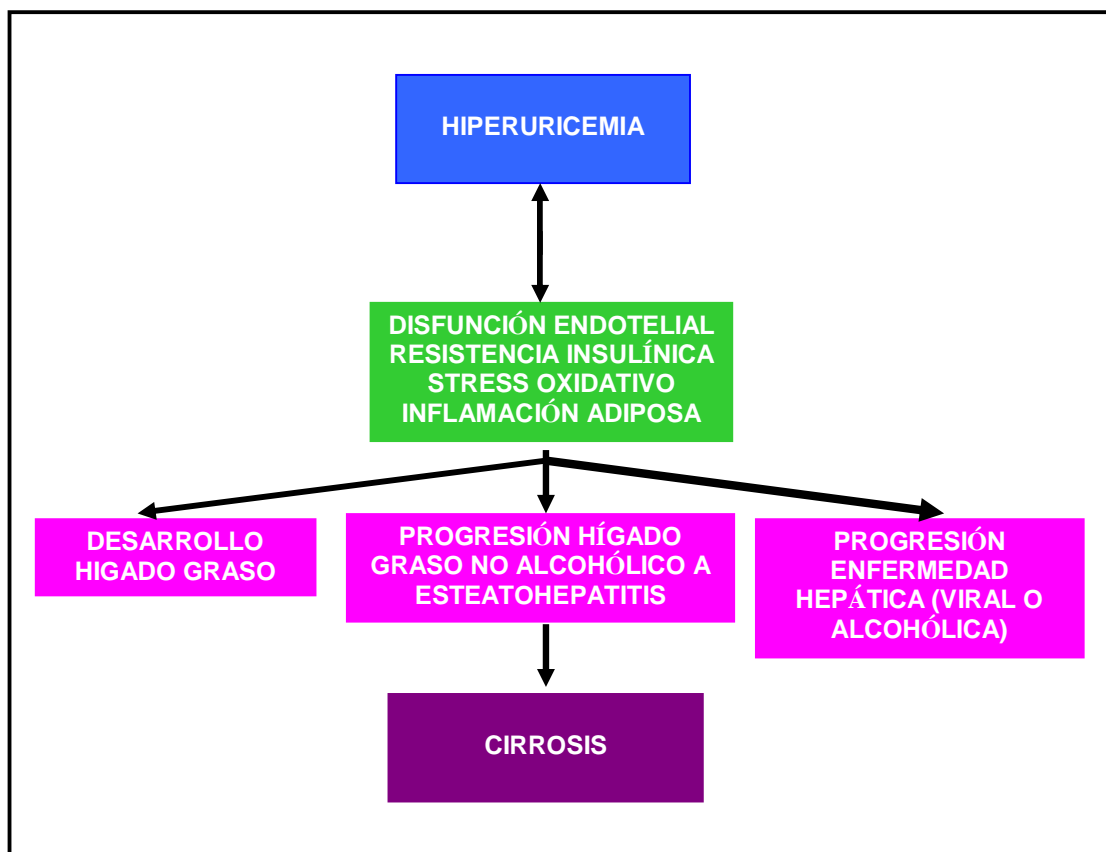 HIPERURICEMIA
DISFUNCIÓN ENDOTELIAL
RESISTENCIA INSULÍNICA
STRESS OXIDATIVO
INFLAMACIÓN ADIPOSA
DESARROLLO
HIGADO GRASO
PROGRESIÓN HÍGADO
GRASO NO ALCOHÓLICO A
ESTEATOHEPATITIS
PROGRESIÓN
ENFERMEDAD
HEPÁTICA (VIRAL O
ALCOHÓLICA)
CIRROSIS